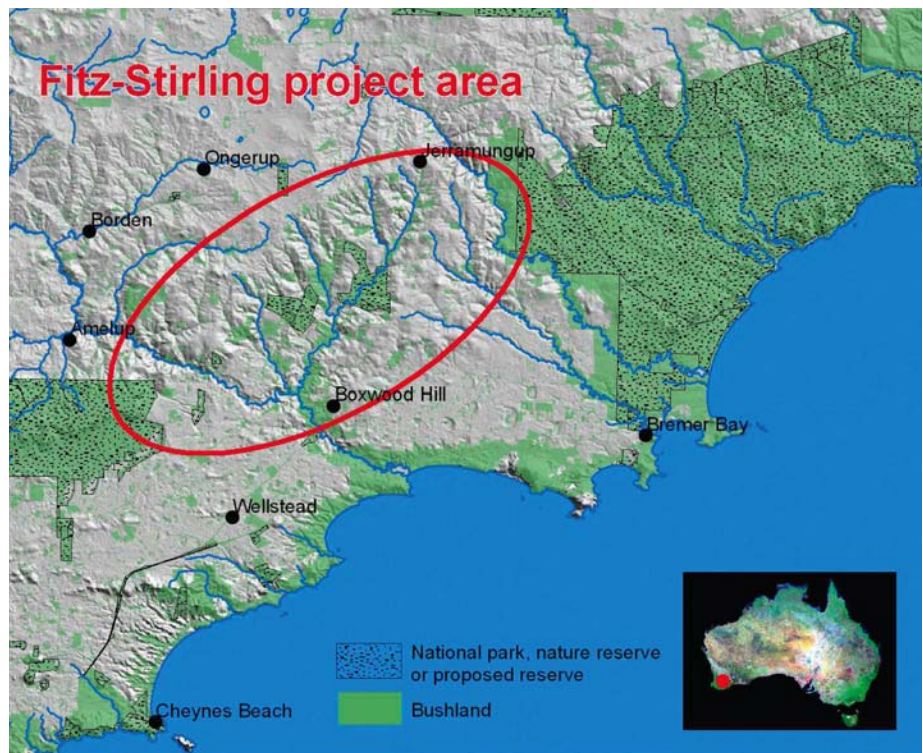 Fitz-Stirling project area
Jerramungup
Ongerup
Borden
Amelup
Boxwood Hill
Bremer Bay
Wellstead
National park, nature reserve
or proposed reserve
Bushland
Cheynes Beach